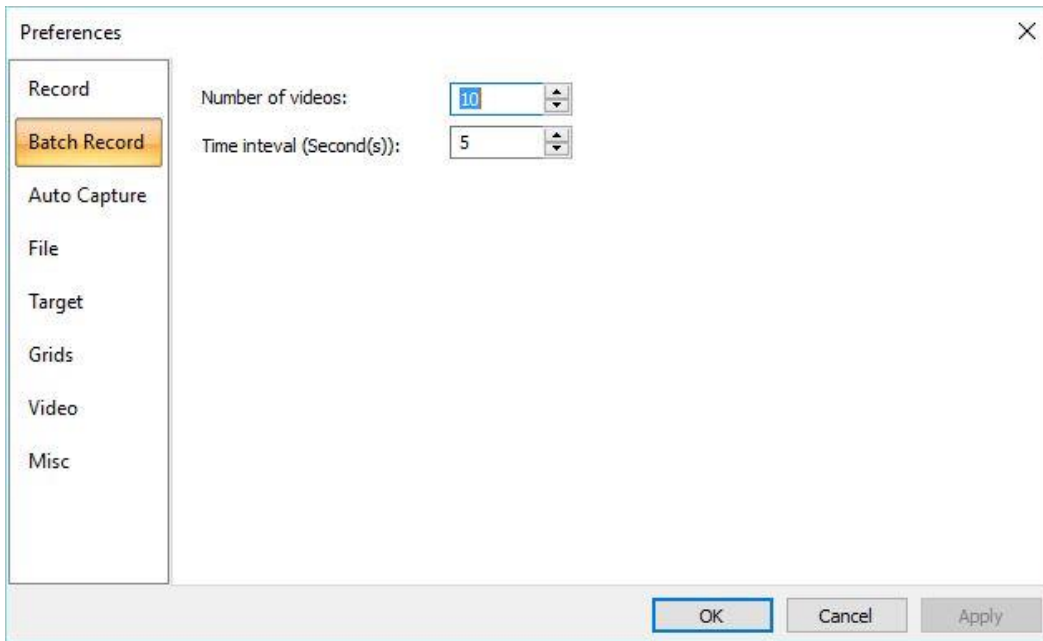 Preferences
Record
Batch Record
Auto Capture
File
Target
Grids
Video
Misc
Number of videos: 10
Time inteval (Second(s)): 5
OK Cancel Apply